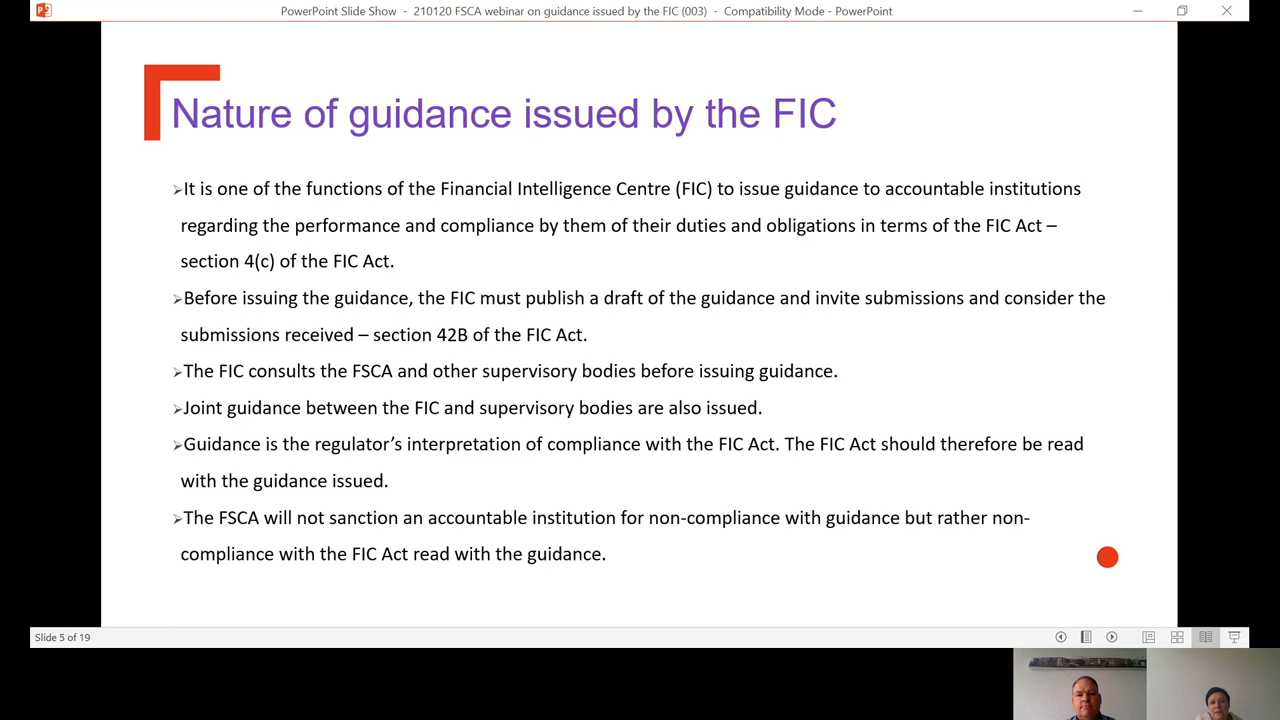 PowerPoint Slide Show - 210120 FSCA webinar on guidance issued by the FIC (003) - Compatibility Mode - PowerPoint
Nature of guidance issued by the FIC
➢It is one of the functions of the Financial Intelligence Centre (FIC) to issue guidance to accountable institutions
regarding the performance and compliance by them of their duties and obligations in terms of the FIC Act –
section 4(c) of the FIC Act.
➢Before issuing the guidance, the FIC must publish a draft of the guidance and invite submissions and consider the
submissions received – section 42B of the FIC Act.
➢The FIC consults the FSCA and other supervisory bodies before issuing guidance.
➢Joint guidance between the FIC and supervisory bodies are also issued.
➢Guidance is the regulator’s interpretation of compliance with the FIC Act. The FIC Act should therefore be read
with the guidance issued.
➢The FSCA will not sanction an accountable institution for non-compliance with guidance but rather non-
compliance with the FIC Act read with the guidance.
Slide 5 of 19